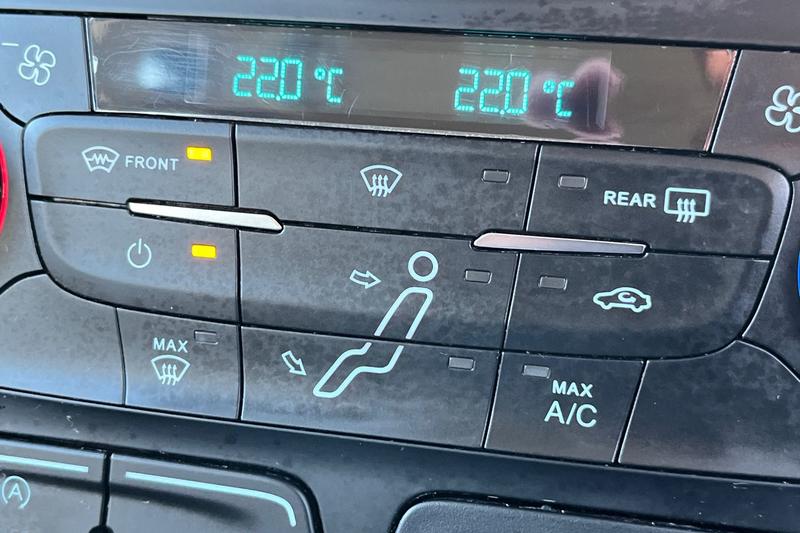 22.0 °C 22.0 °C
FRONT
REAR
MAX
MAX
A/C
A